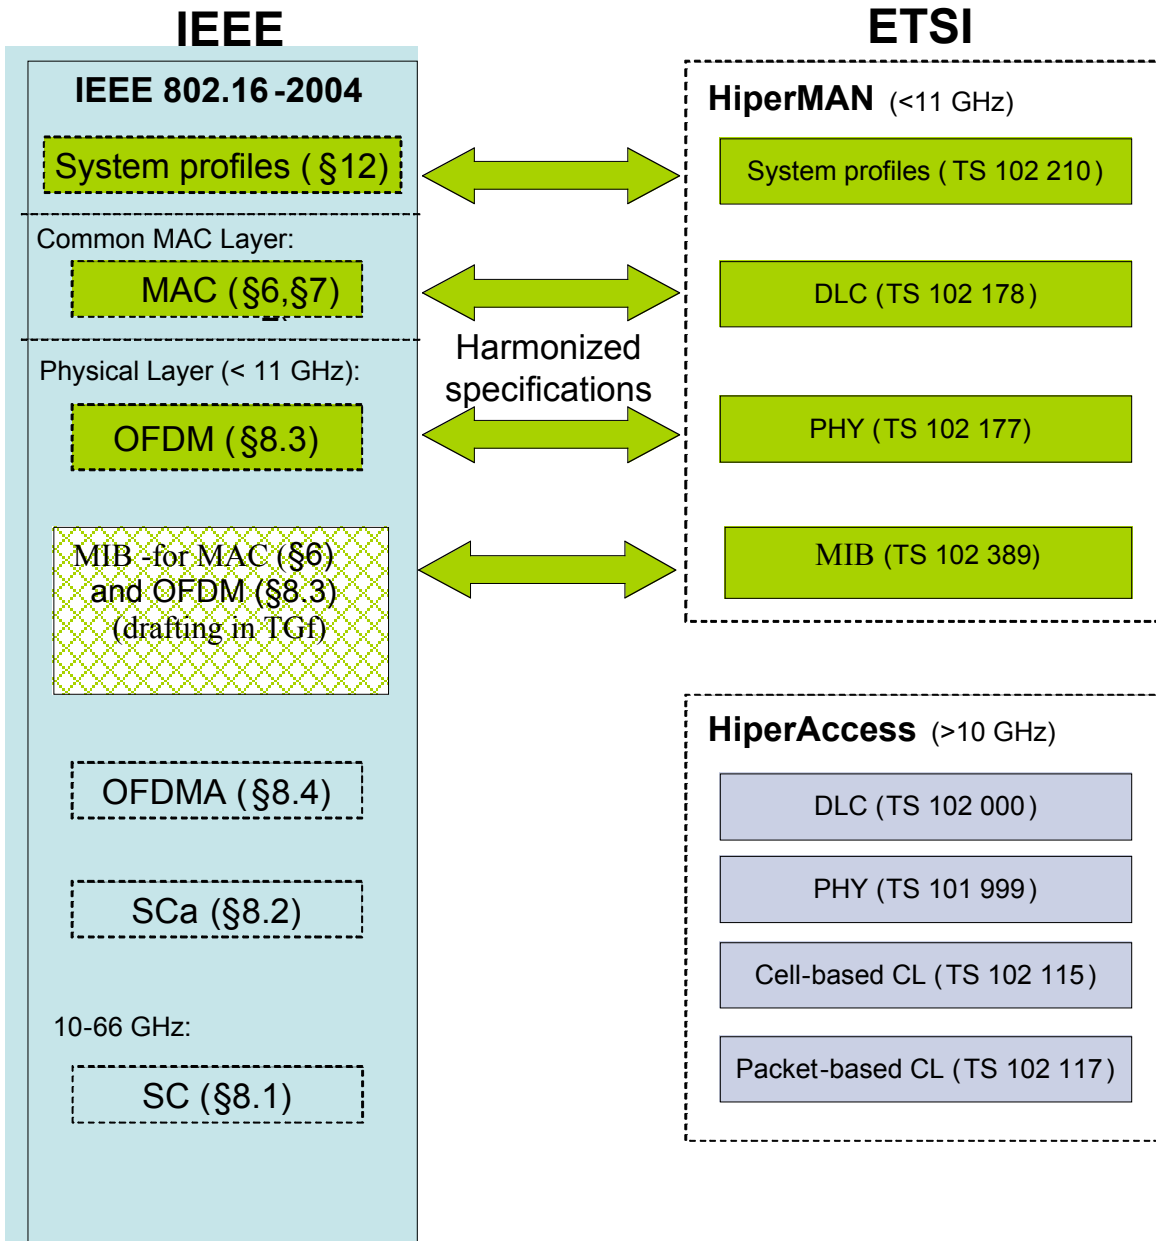 IEEE
IEEE 802.16-2004
System profiles (§12)
Common MAC Layer:
MAC (§6,§7)
Physical Layer (< 11 GHz):
OFDM (§8.3)
MIB -for MAC (§6)
and OFDM (§8.3)
(drafting in TGf)
OFDMA (§8.4)
SCa (§8.2)
10-66 GHz:
SC (§8.1)
Harmonized
specifications
ETSI
HiperMAN (<11 GHz)
System profiles (TS 102 210)
DLC (TS 102 178)
PHY (TS 102 177)
MIB (TS 102 389)
HiperAccess (>10 GHz)
DLC (TS 102 000)
PHY (TS 101 999)
Cell-based CL (TS 102 115)
Packet-based CL (TS 102 117)